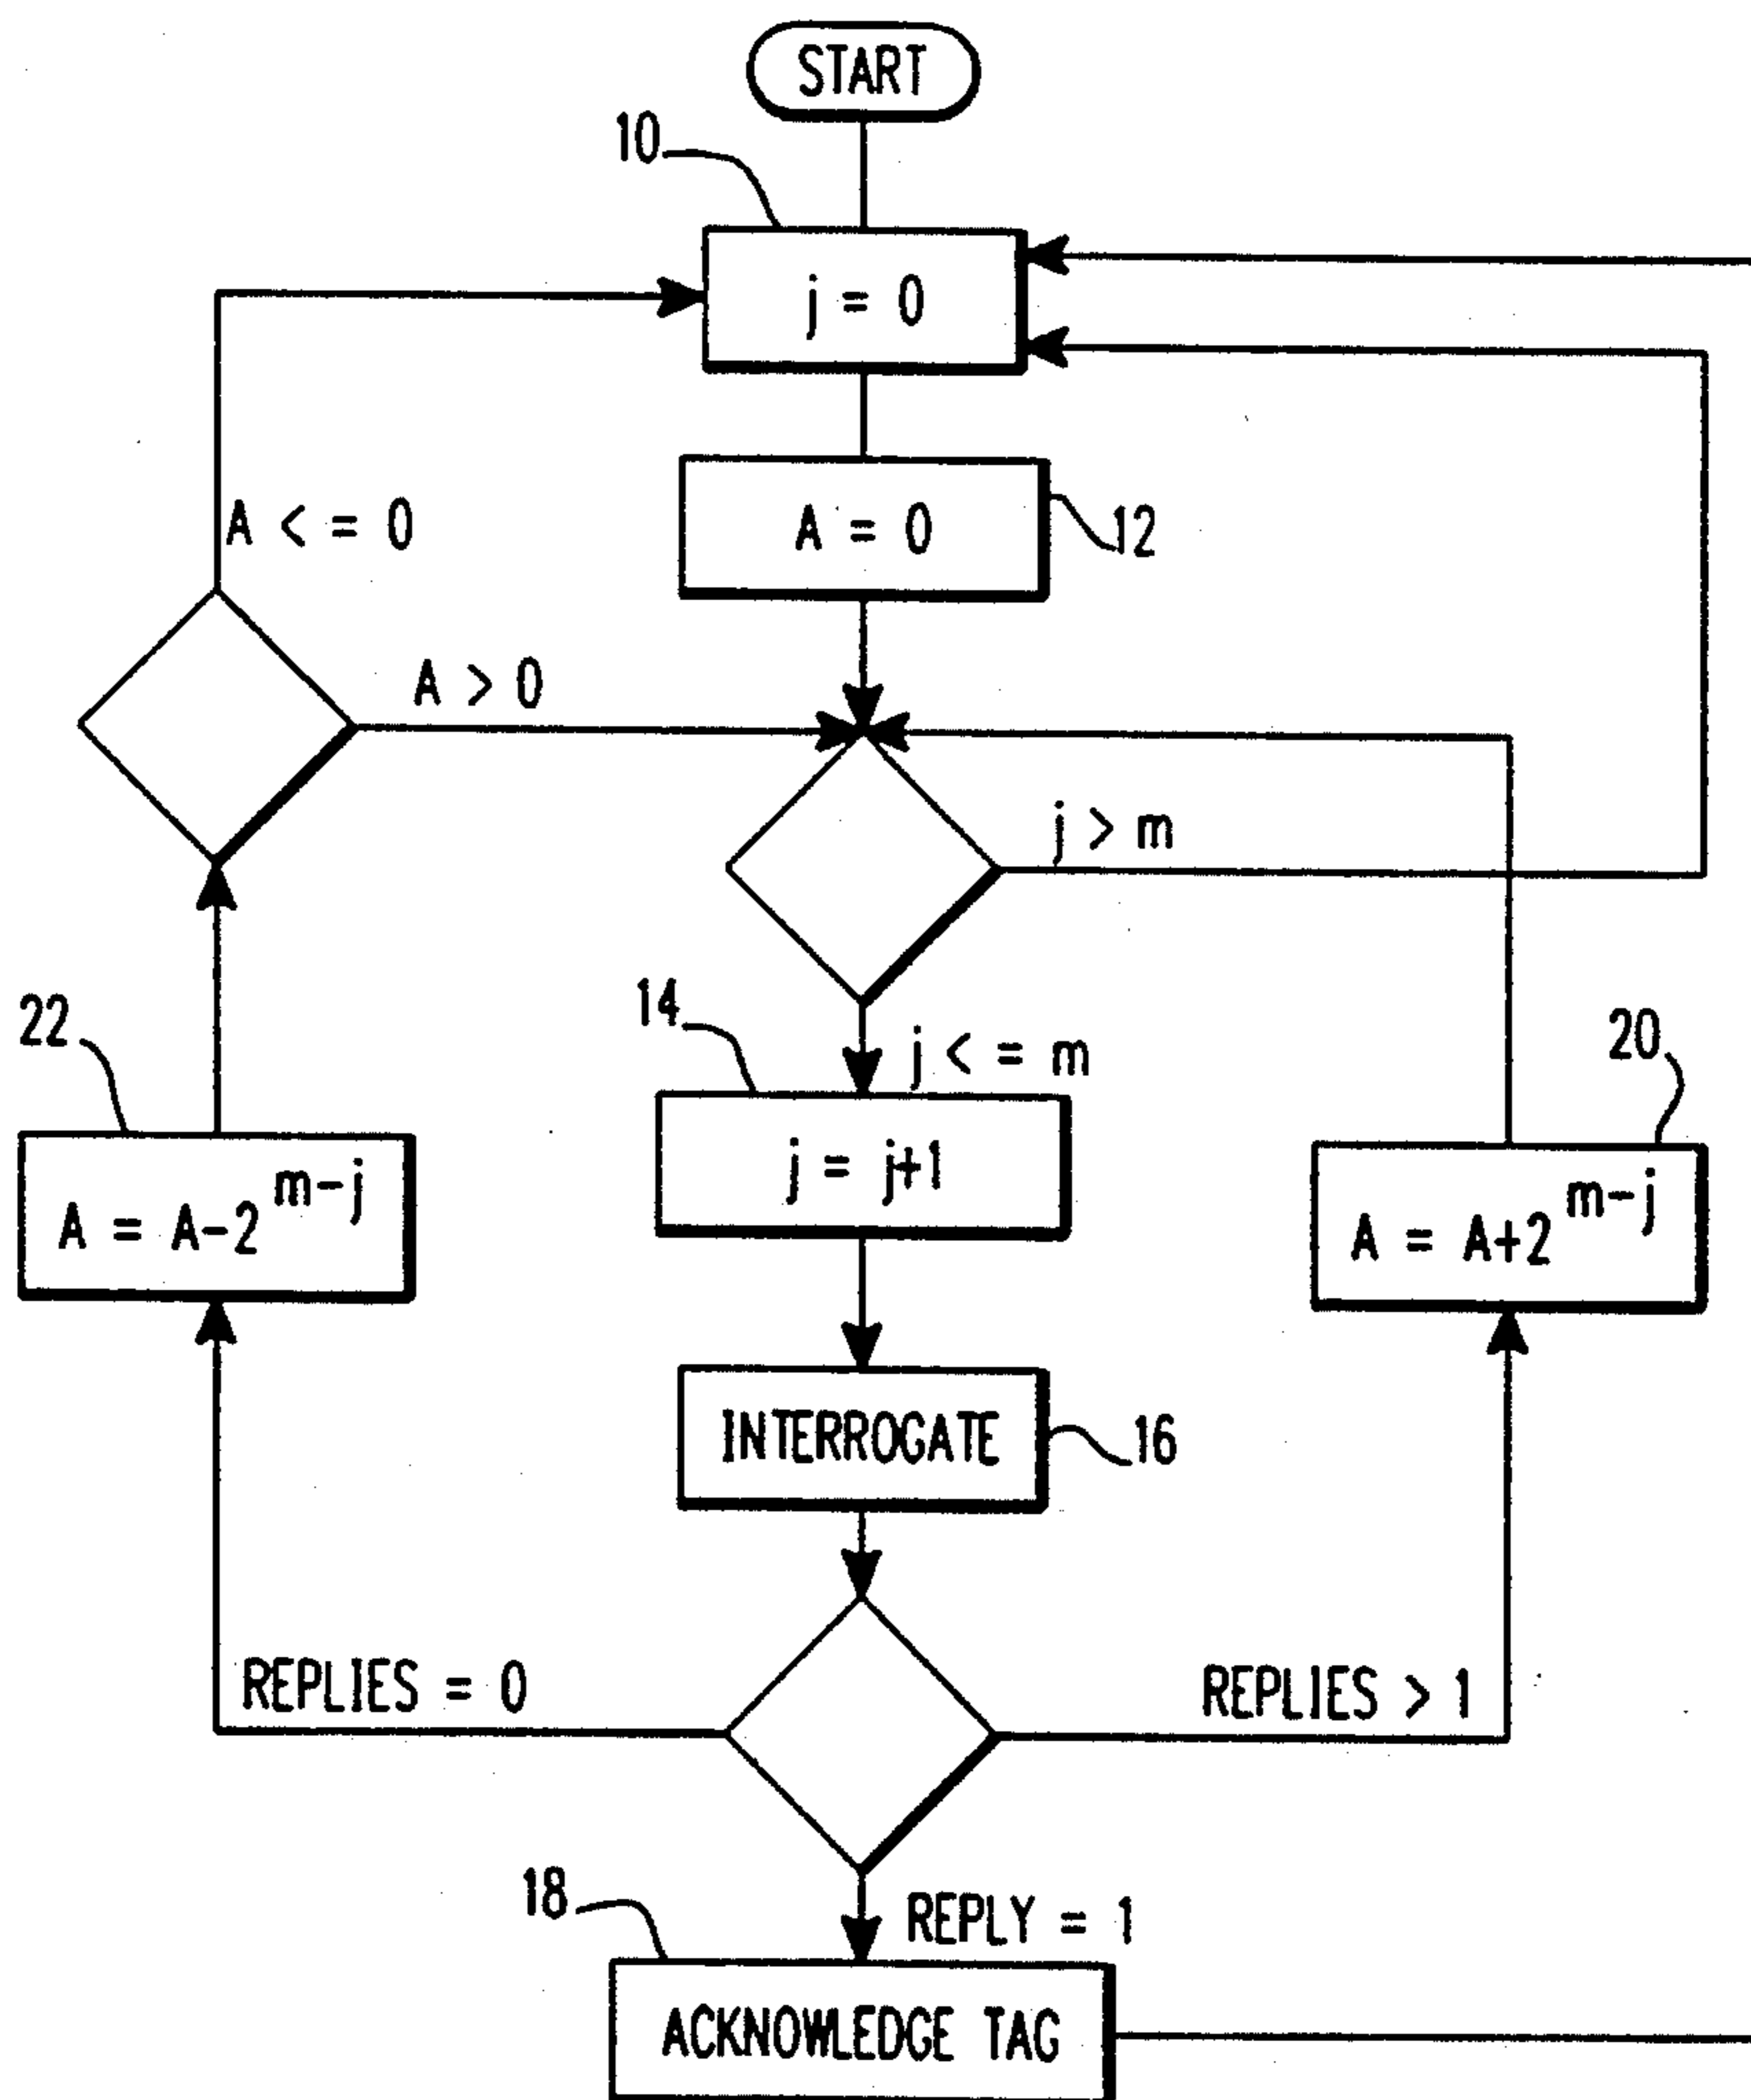 START
10
j = 0
A = 0
12
A < = 0
A > 0
j > m
14
j < = m
22
20
j = j+1
A = A-2^m-j
A = A+2^m-j
INTERROGATE
16
REPLIES = 0
REPLIES > 1
18
REPLY = 1
ACKNOWLEDGE TAG